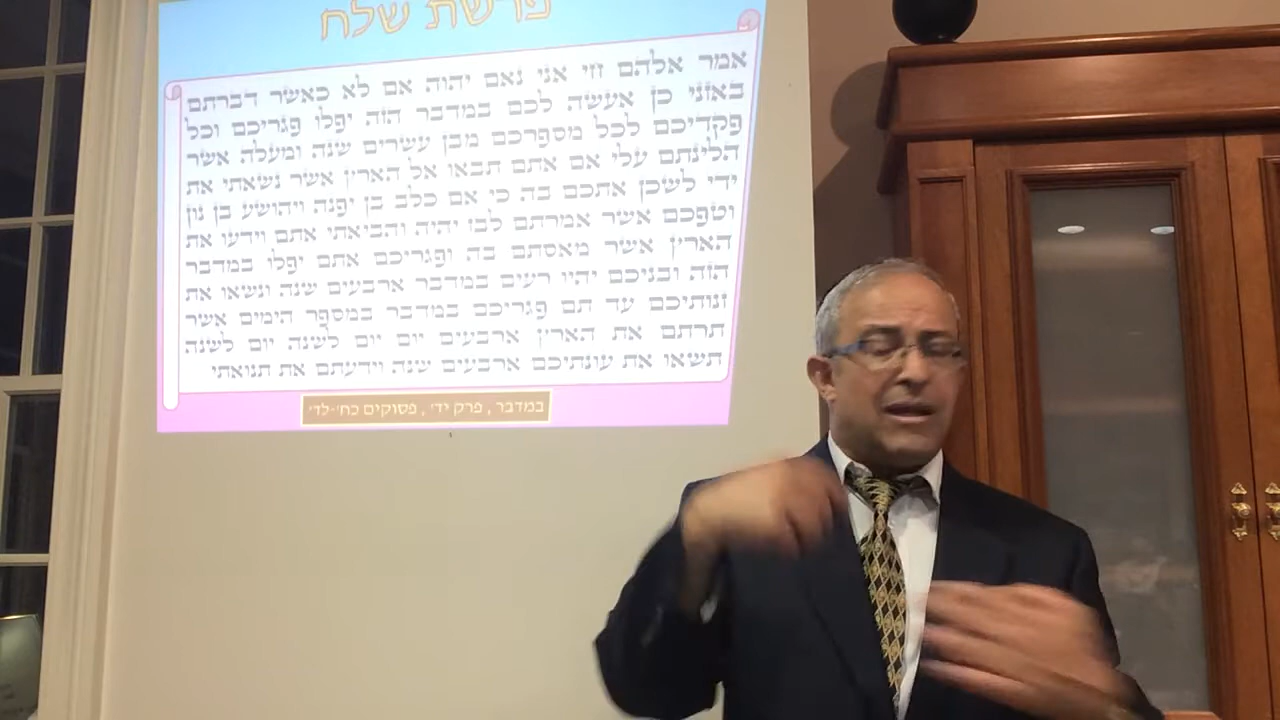 פרשת שלח
אמר אלהם חי אני נאם יהוה אם לא כאשר דברתם
באזני כן אעשה לכם במדבר הזה יפלו פגריכם וכל
פקדיכם לכל מספרכם מבן עשרים שנה ומעלה אשר
הלינתם עלי אם אתם תבאו אל הארץ אשר נשאתי את
ידי לשכן אתכם בה כי אם כלב בן יפנה ויהושע בן נון
וטפכם אשר אמרתם לבז יהיה והביאתי אתם וידעו את
הארץ אשר מאסתם בה ופגריכם אתם יפלו במדבר
הזה ובניכם יהיו רעים במדבר ארבעים שנה ונשאו את
זנותיכם עד תם פגריכם במדבר במספר הימים אשר
תרתם את הארץ ארבעים יום יום לשנה יום לשנה
תשאו את עונתיכם ארבעים שנה וידעתם את תנואתי
במדבר, פרק יד', פסוקים כח'-לד'